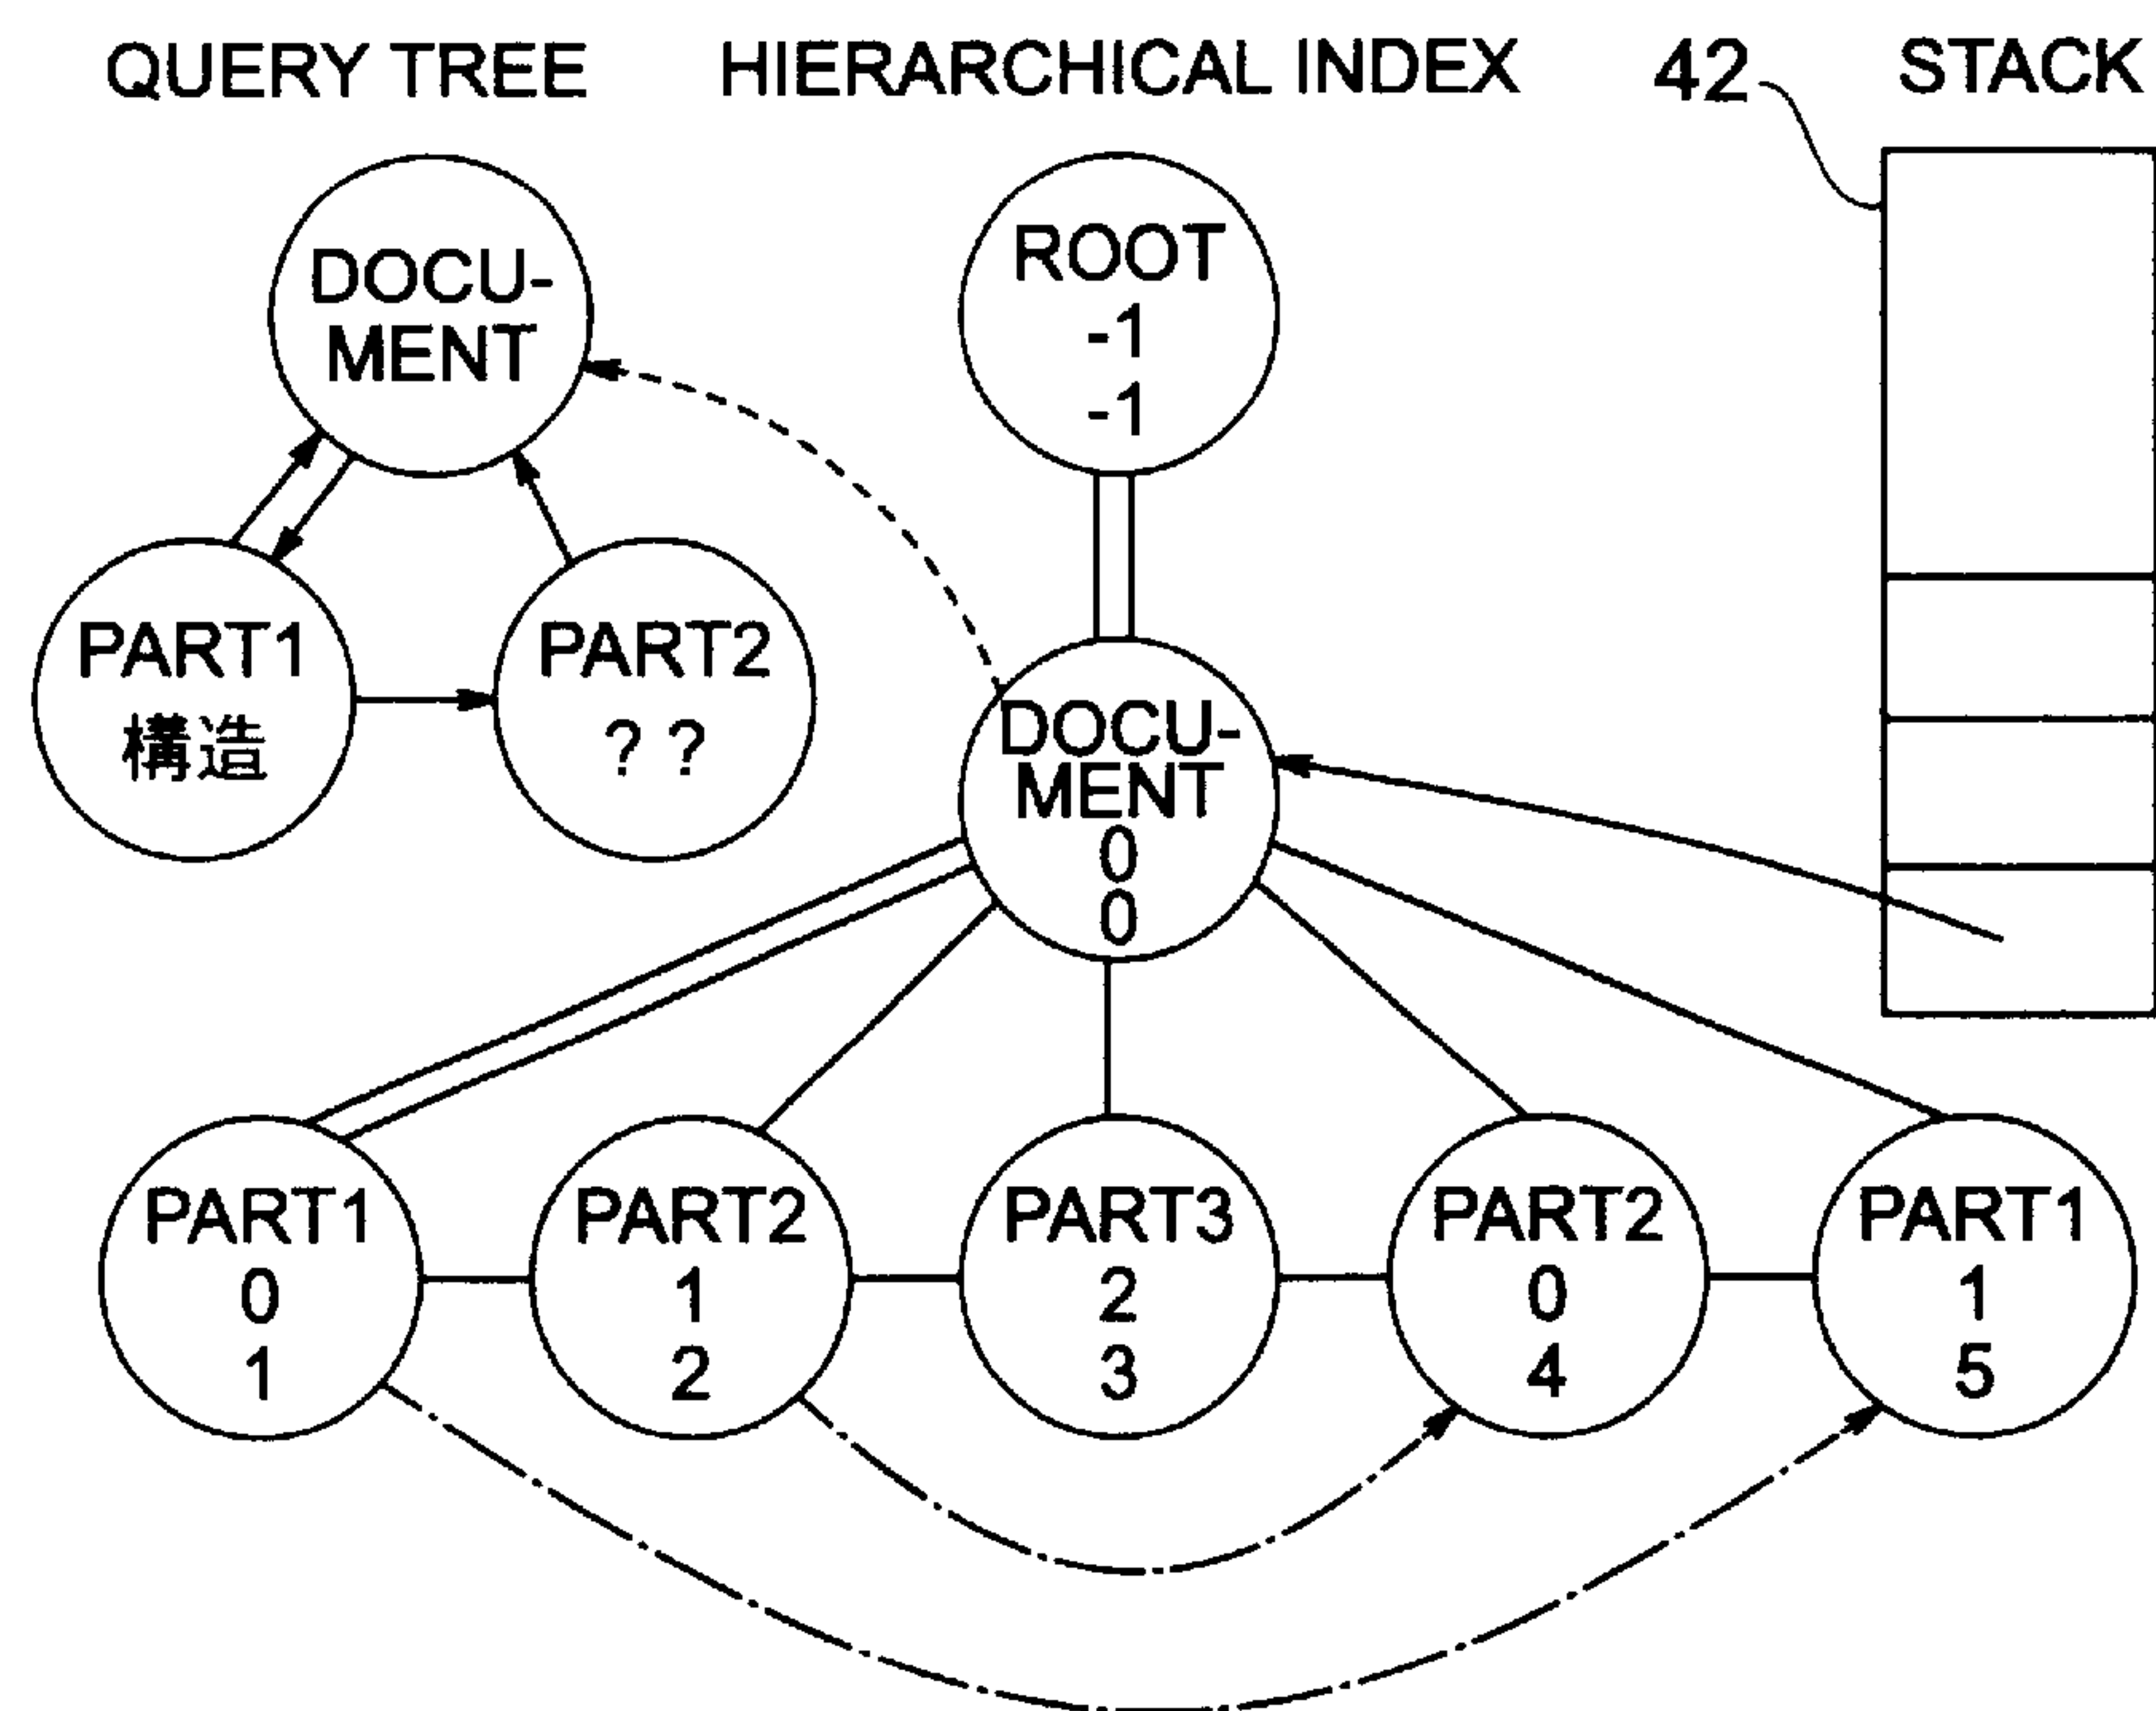 QUERY TREE
HIERARCHICAL INDEX
42
STACK
DOCU-
MENT
PART1
構造
PART2
? ?
ROOT
-1
-1
DOCU-
MENT
0
0
PART1
0
1
PART2
1
2
PART3
2
3
PART2
0
4
PART1
1
5